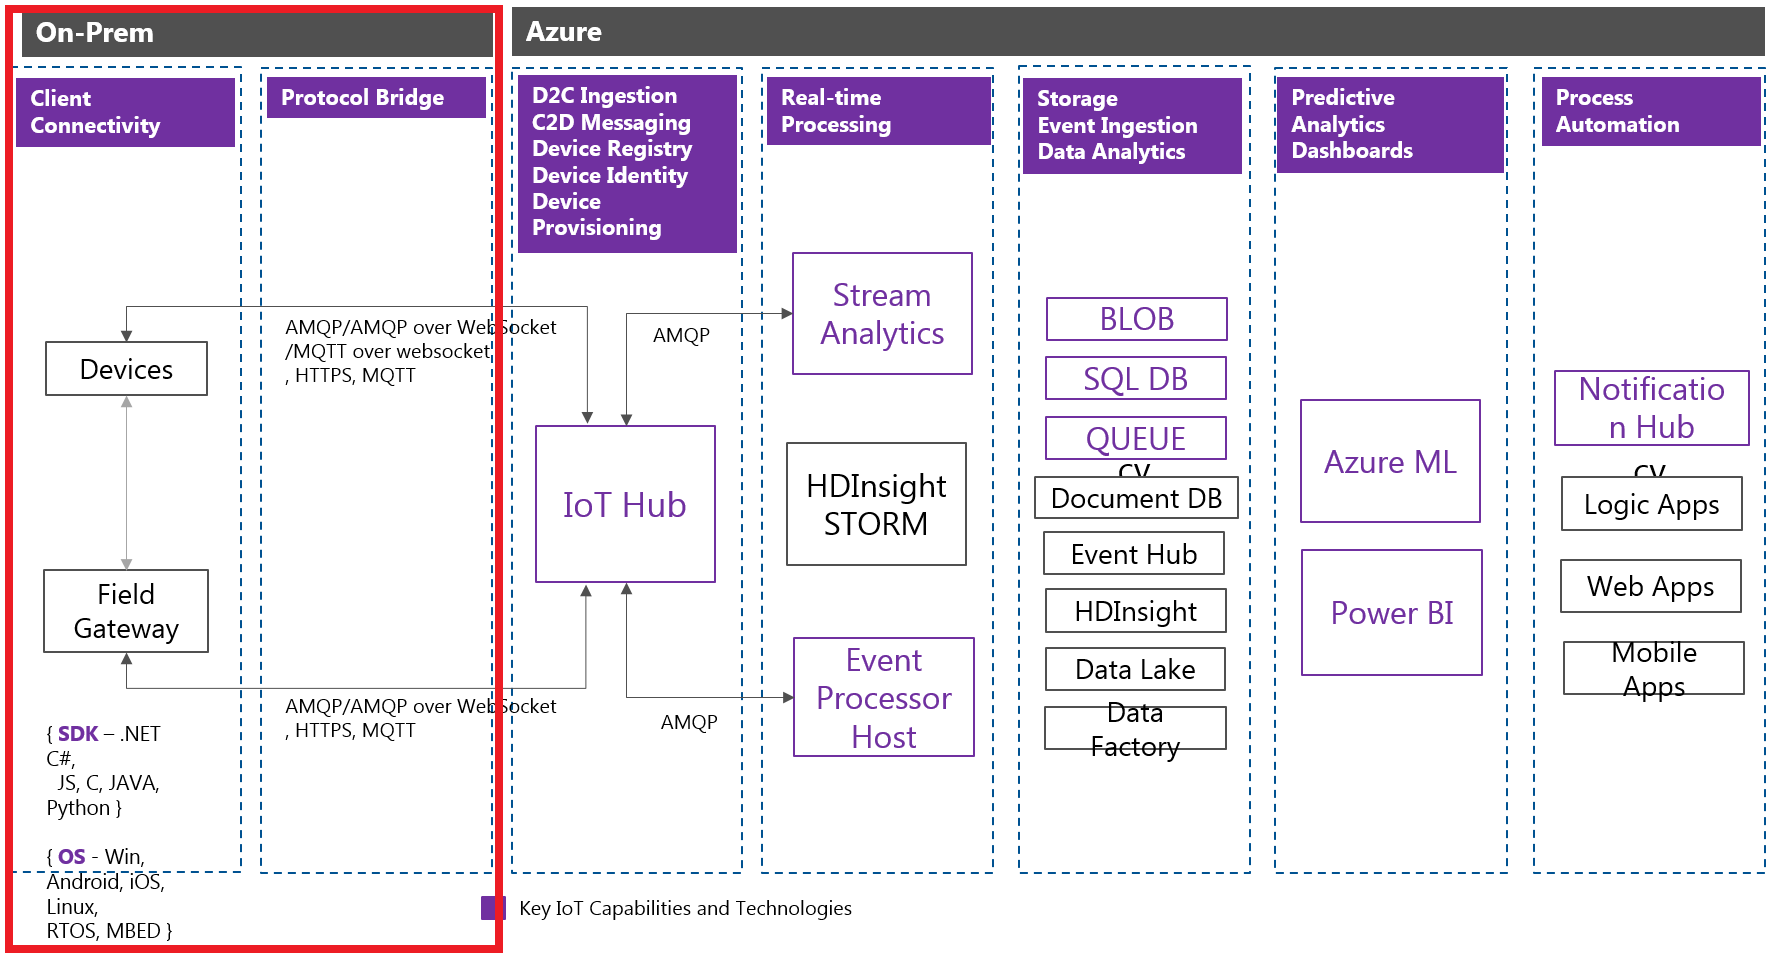 On-Prem
Azure
Client
Connectivity
Protocol Bridge
D2C Ingestion
C2D Messaging
Device Registry
Device Identity
Device
Provisioning
Real-time
Processing
Storage
Event Ingestion
Data Analytics
Predictive
Analytics
Dashboards
Process
Automation
Devices
Field
Gateway
{ SDK – .NET
C#,
JS, C, JAVA,
Python }
{ OS - Win,
Android, iOS,
Linux,
RTOS, MBED }
AMQP/AMQP over WebSocket
/MQTT over websocket
, HTTPS, MQTT
AMQP/AMQP over WebSocket
, HTTPS, MQTT
IoT Hub
AMQP
AMQP
Stream
Analytics
HDInsight
STORM
Event
Processor
Host
BLOB
SQL DB
QUEUE
CV
Document DB
Event Hub
HDInsight
Data Lake
Data
Factory
Azure ML
Power BI
Notificatio
n Hub
CV
Logic Apps
Web Apps
Mobile
Apps
Key IoT Capabilities and Technologies